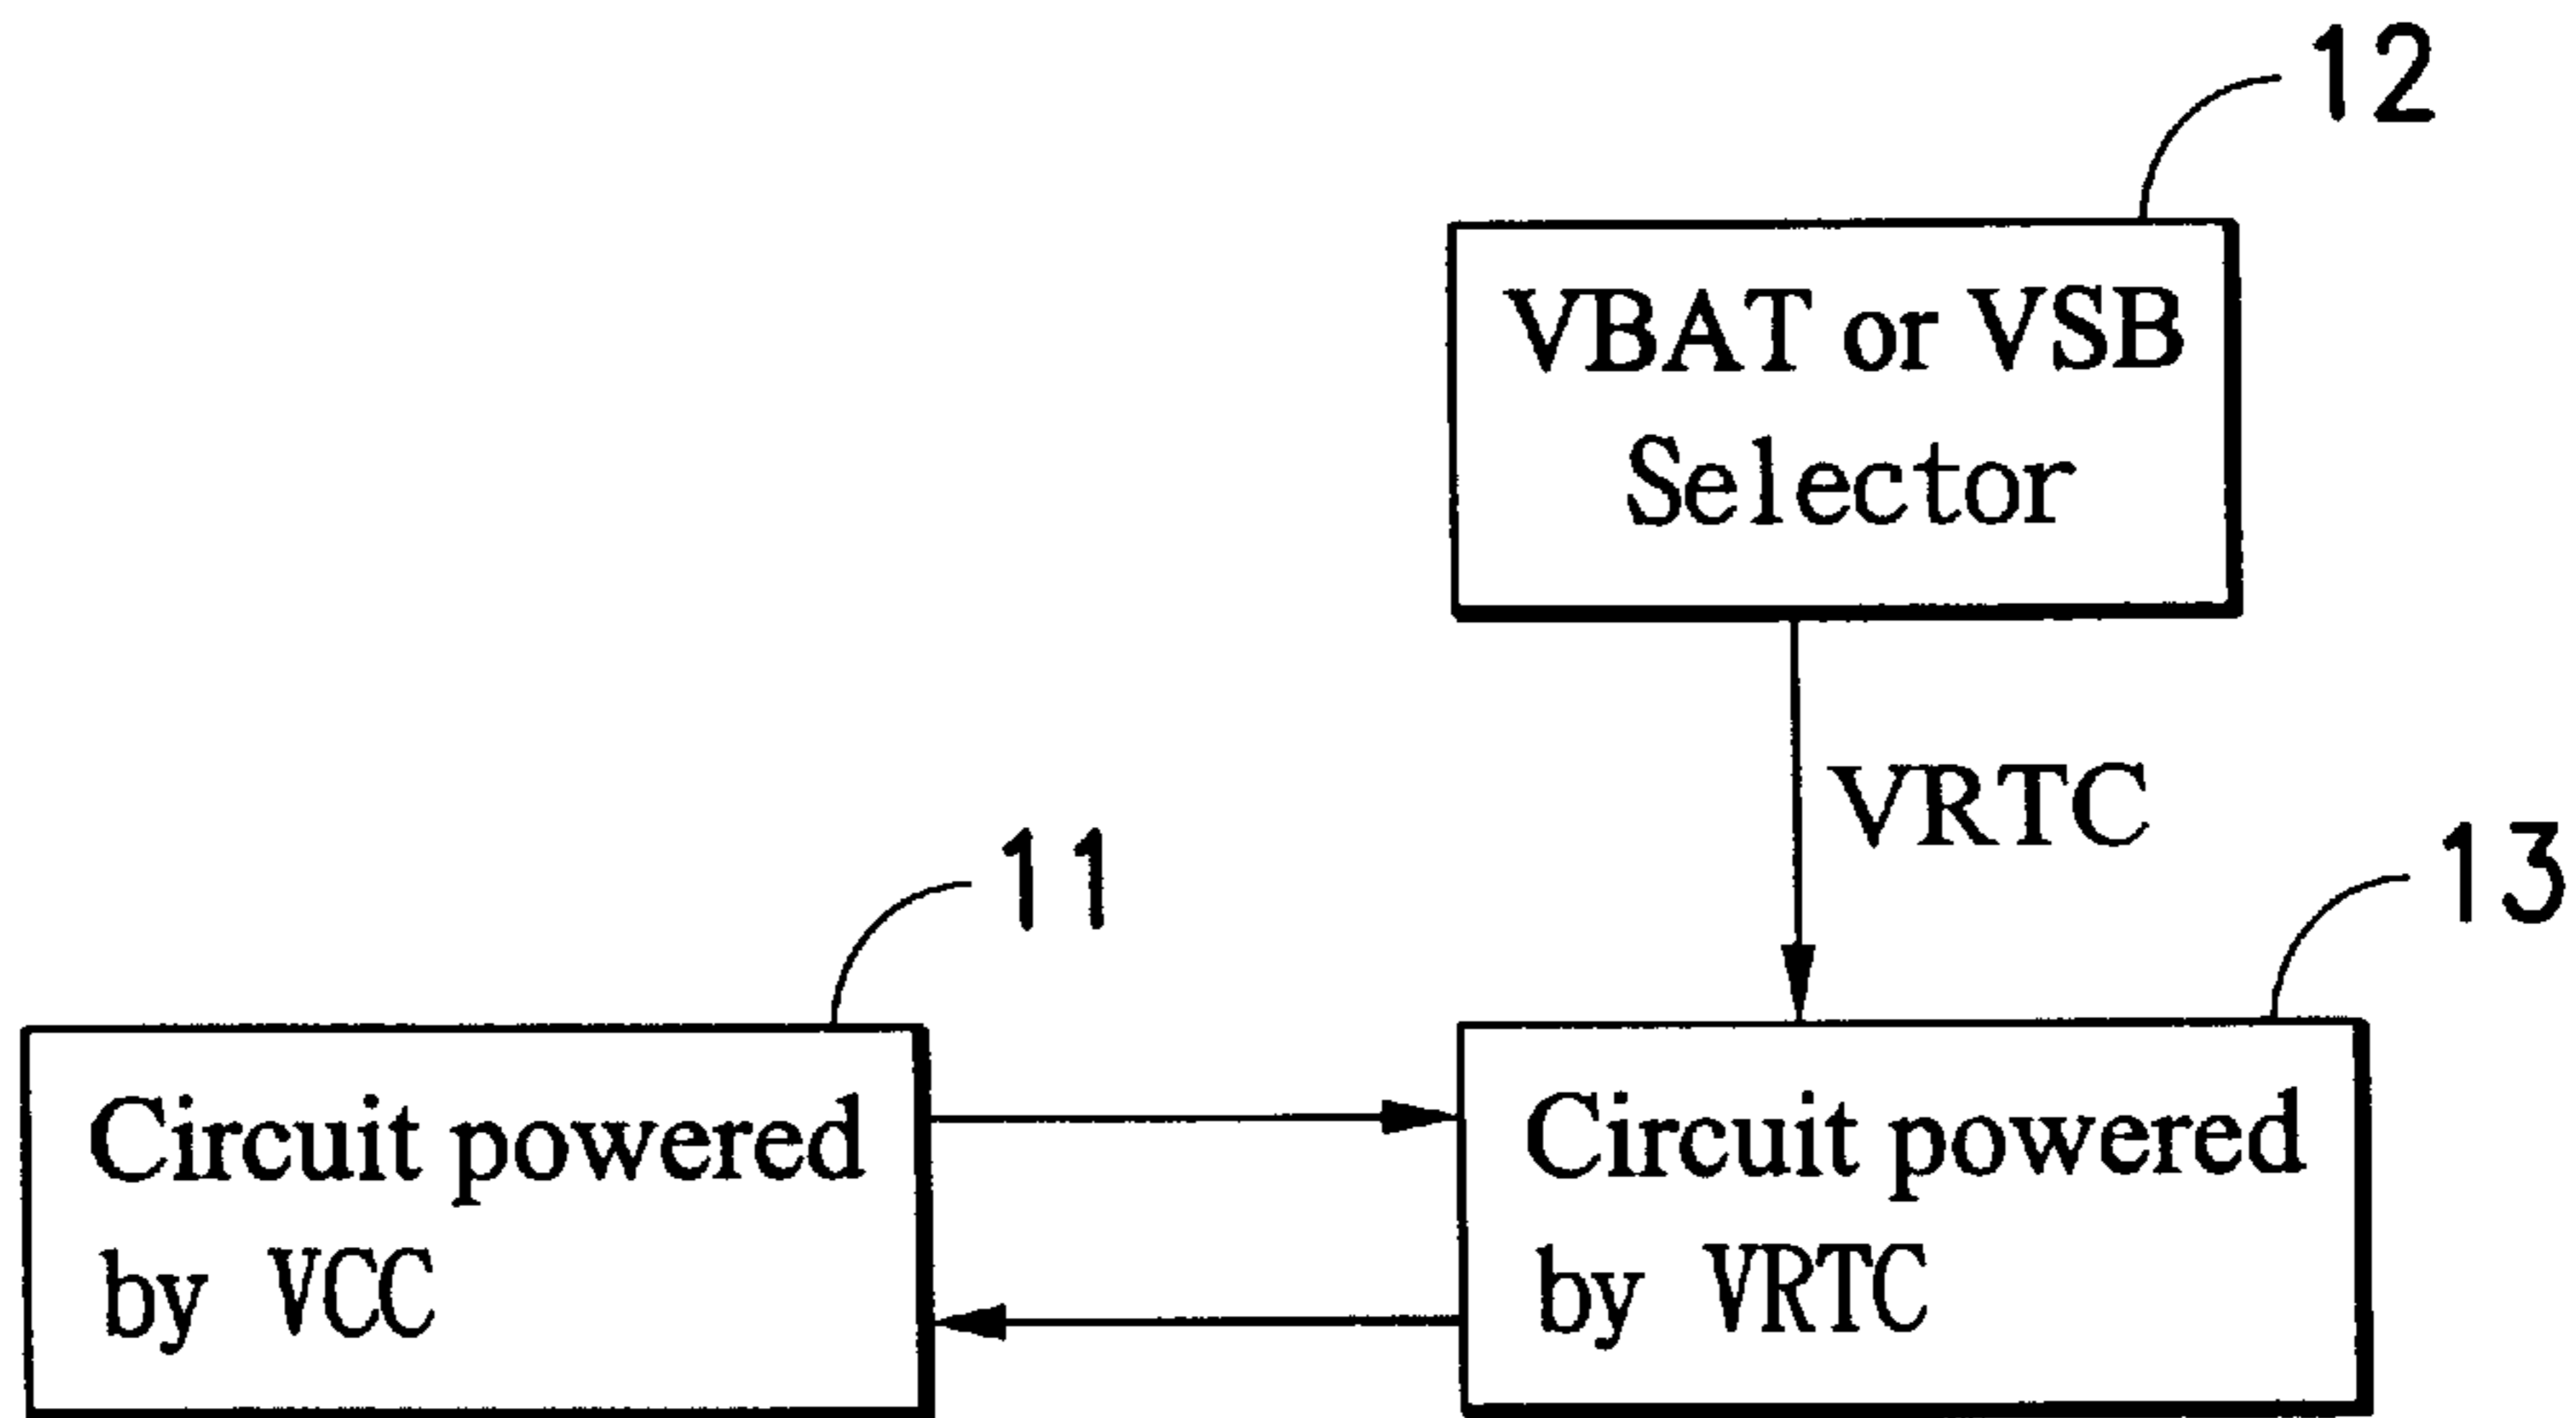 12
VBAT or VSB
Selector
VRTC
11
13
Circuit powered
by VCC
Circuit powered
by VRTC